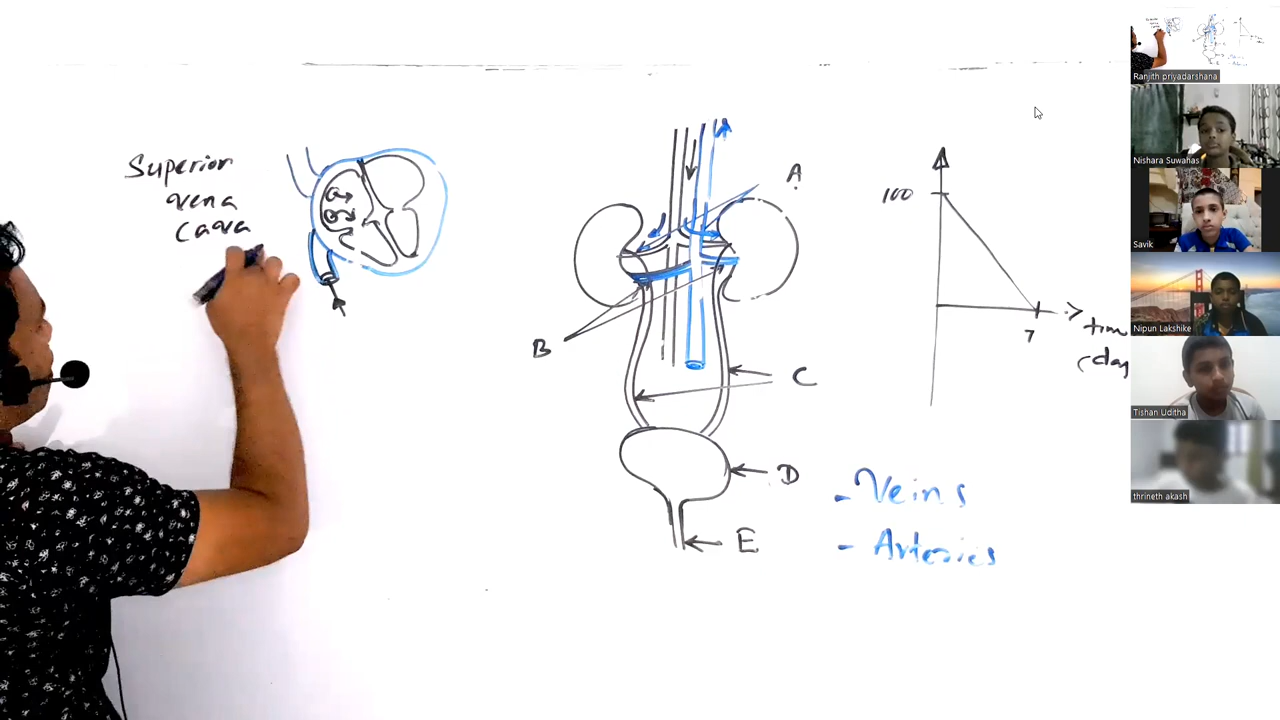 Superior
vena
cava
A
B
C
D
E
100
7
time
(day
- Veins
- Arteries
Ranjith priyadarshana
Nishara Suwahas
Savik
Nipun Lakshike
Tishan Uditha
thrineth akash